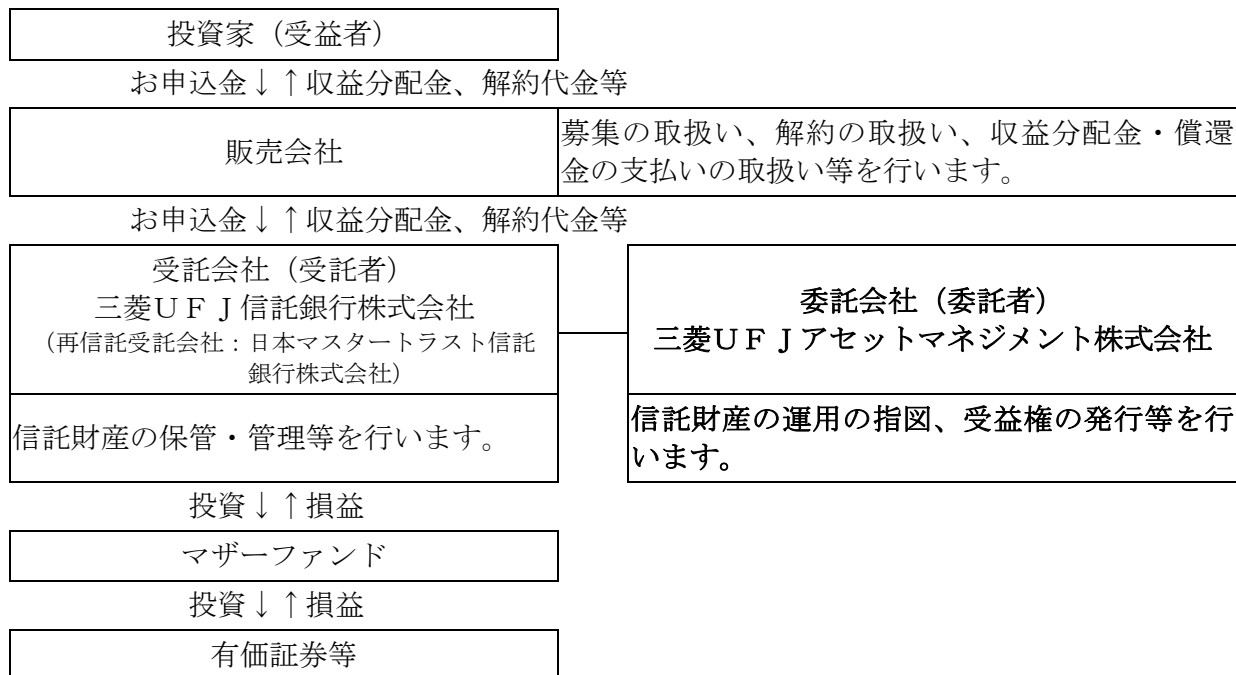 投資家（受益者）
お申込金↓↑収益分配金、解約代金等
販売会社
募集の取扱い、解約の取扱い、収益分配金・償還
金の支払いの取扱い等を行います。
お申込金↓↑収益分配金、解約代金等
受託会社（受託者）
三菱ＵＦＪ信託銀行株式会社
（再信託受託会社：日本マスタートラスト信託
銀行株式会社）
委託会社（委託者）
三菱ＵＦＪアセットマネジメント株式会社
信託財産の保管・管理等を行います。
信託財産の運用の指図、受益権の発行等を行
います。
投資↓↑損益
マザーファンド
投資↓↑損益
有価証券等